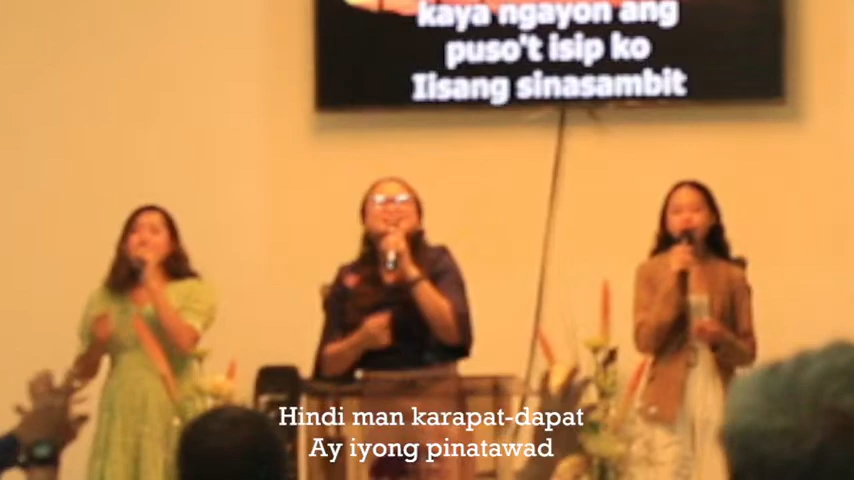 kaya ngayon ang
puso't isip ko
Iisang sinasambit
Hindi man karapat-dapat
Ay iyong pinatawad